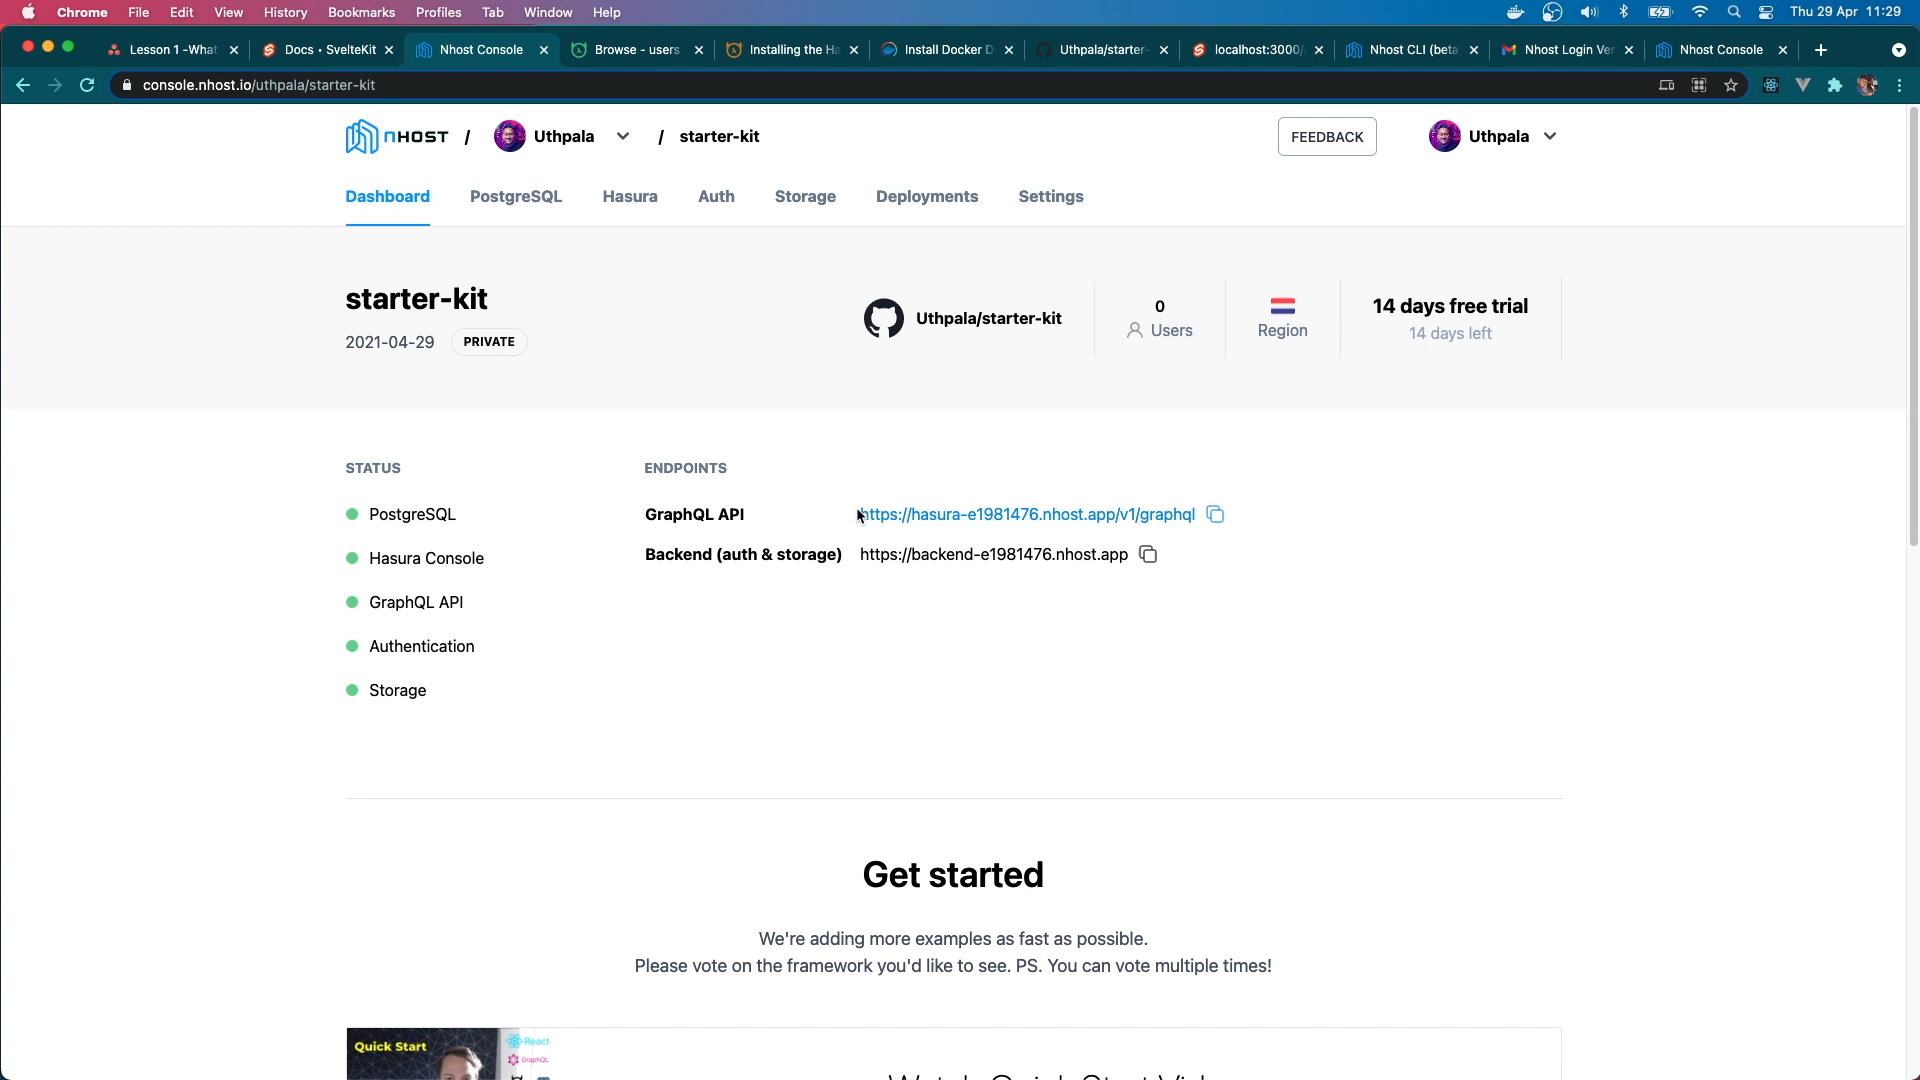 Chrome File Edit View History Bookmarks Profiles Tab Window Help Thu 29 Apr 11:29
Lesson 1 -What Docs • SvelteKit Nhost Console Browse - users Installing the Ha Install Docker D Uthpala/starter- localhost:3000/ Nhost CLI (beta Nhost Login Ver Nhost Console
console.nhost.io/uthpala/starter-kit
nHOST / Uthpala / starter-kit FEEDBACK Uthpala
Dashboard PostgreSQL Hasura Auth Storage Deployments Settings
starter-kit
2021-04-29 PRIVATE
Uthpala/starter-kit
0
Users
Region
14 days free trial
14 days left
STATUS
PostgreSQL
Hasura Console
GraphQL API
Authentication
Storage
ENDPOINTS
GraphQL API https://hasura-e1981476.nhost.app/v1/graphql
Backend (auth & storage) https://backend-e1981476.nhost.app
Get started
We're adding more examples as fast as possible.
Please vote on the framework you'd like to see. PS. You can vote multiple times!
Quick Start
React
GraphQL